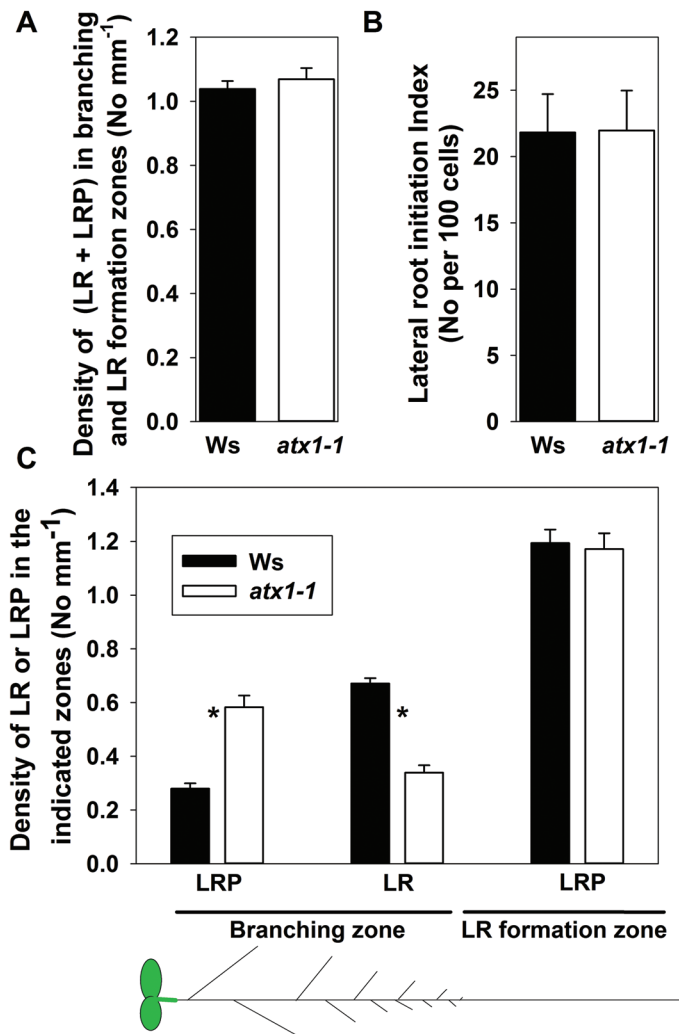 A
Density of (LR + LRP) in branching
and LR formation zones (No mm⁻¹)
1.2
1.0
0.8
0.6
0.4
0.2
0.0
Ws
atx1-1
B
Lateral root initiation Index
(No per 100 cells)
25
20
15
10
5
0
Ws
atx1-1
C
Density of LR or LRP in the
indicated zones (No mm⁻¹)
1.4
1.2
1.0
0.8
0.6
0.4
0.2
0.0
Ws
atx1-1
*
*
LRP
LR
LRP
Branching zone
LR formation zone